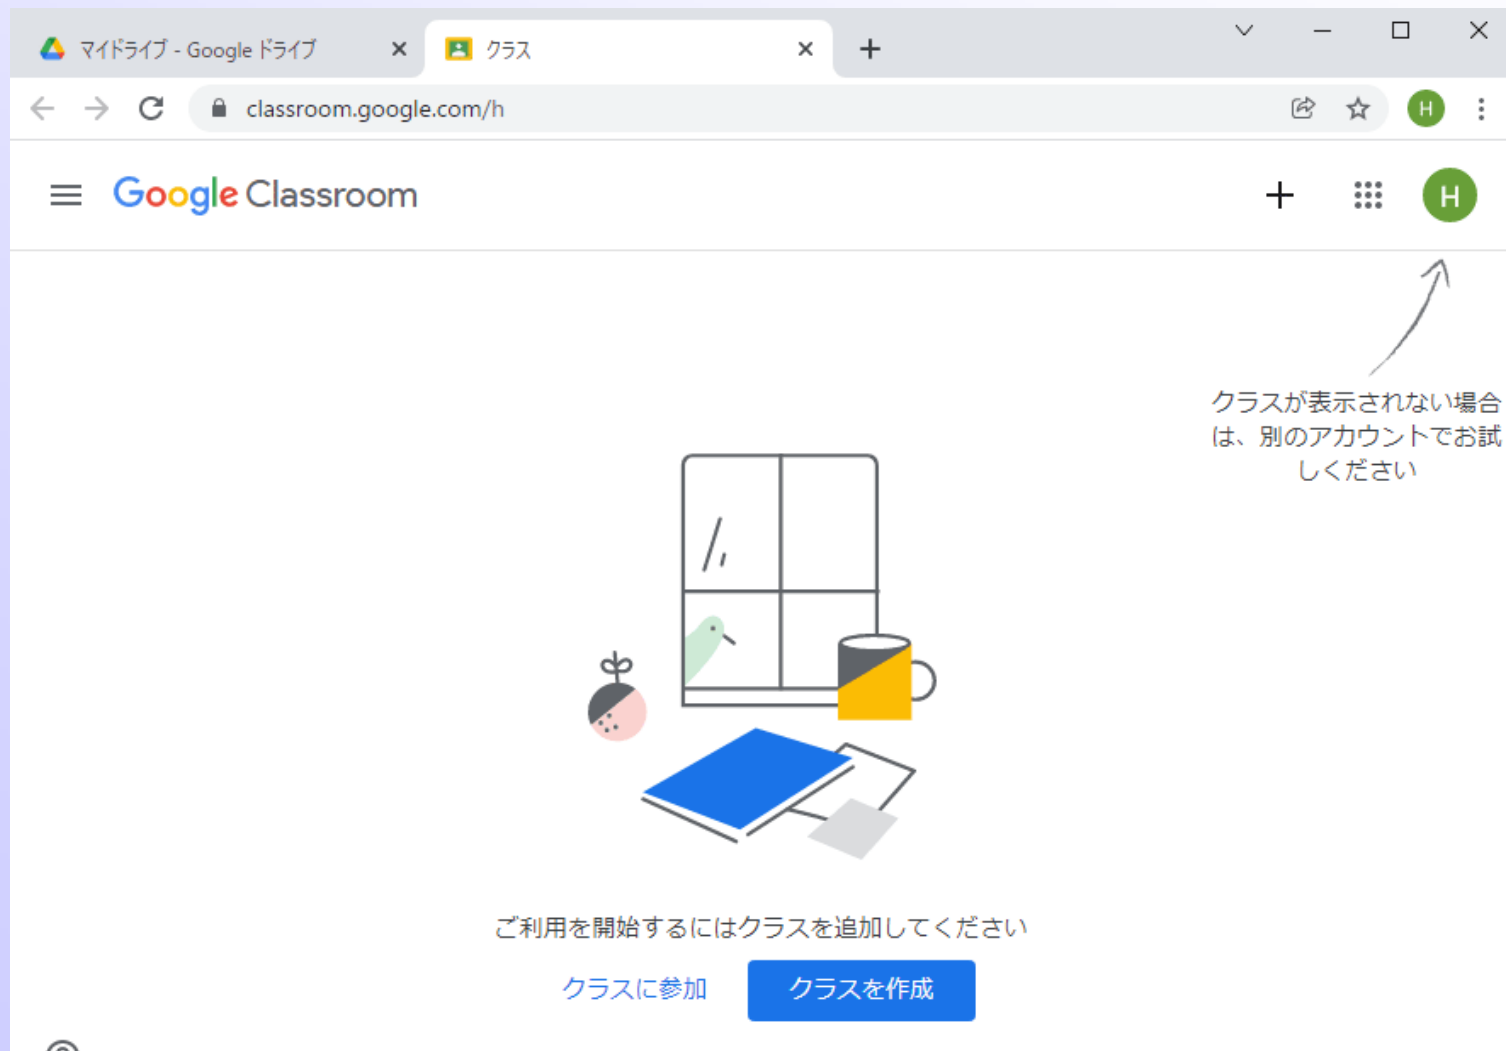 マイドライブ - Google ドライブ
クラス
classroom.google.com/h
H
Google Classroom
H
クラスが表示されない場合
は、別のアカウントでお試
しください
ご利用を開始するにはクラスを追加してください
クラスに参加
クラスを作成